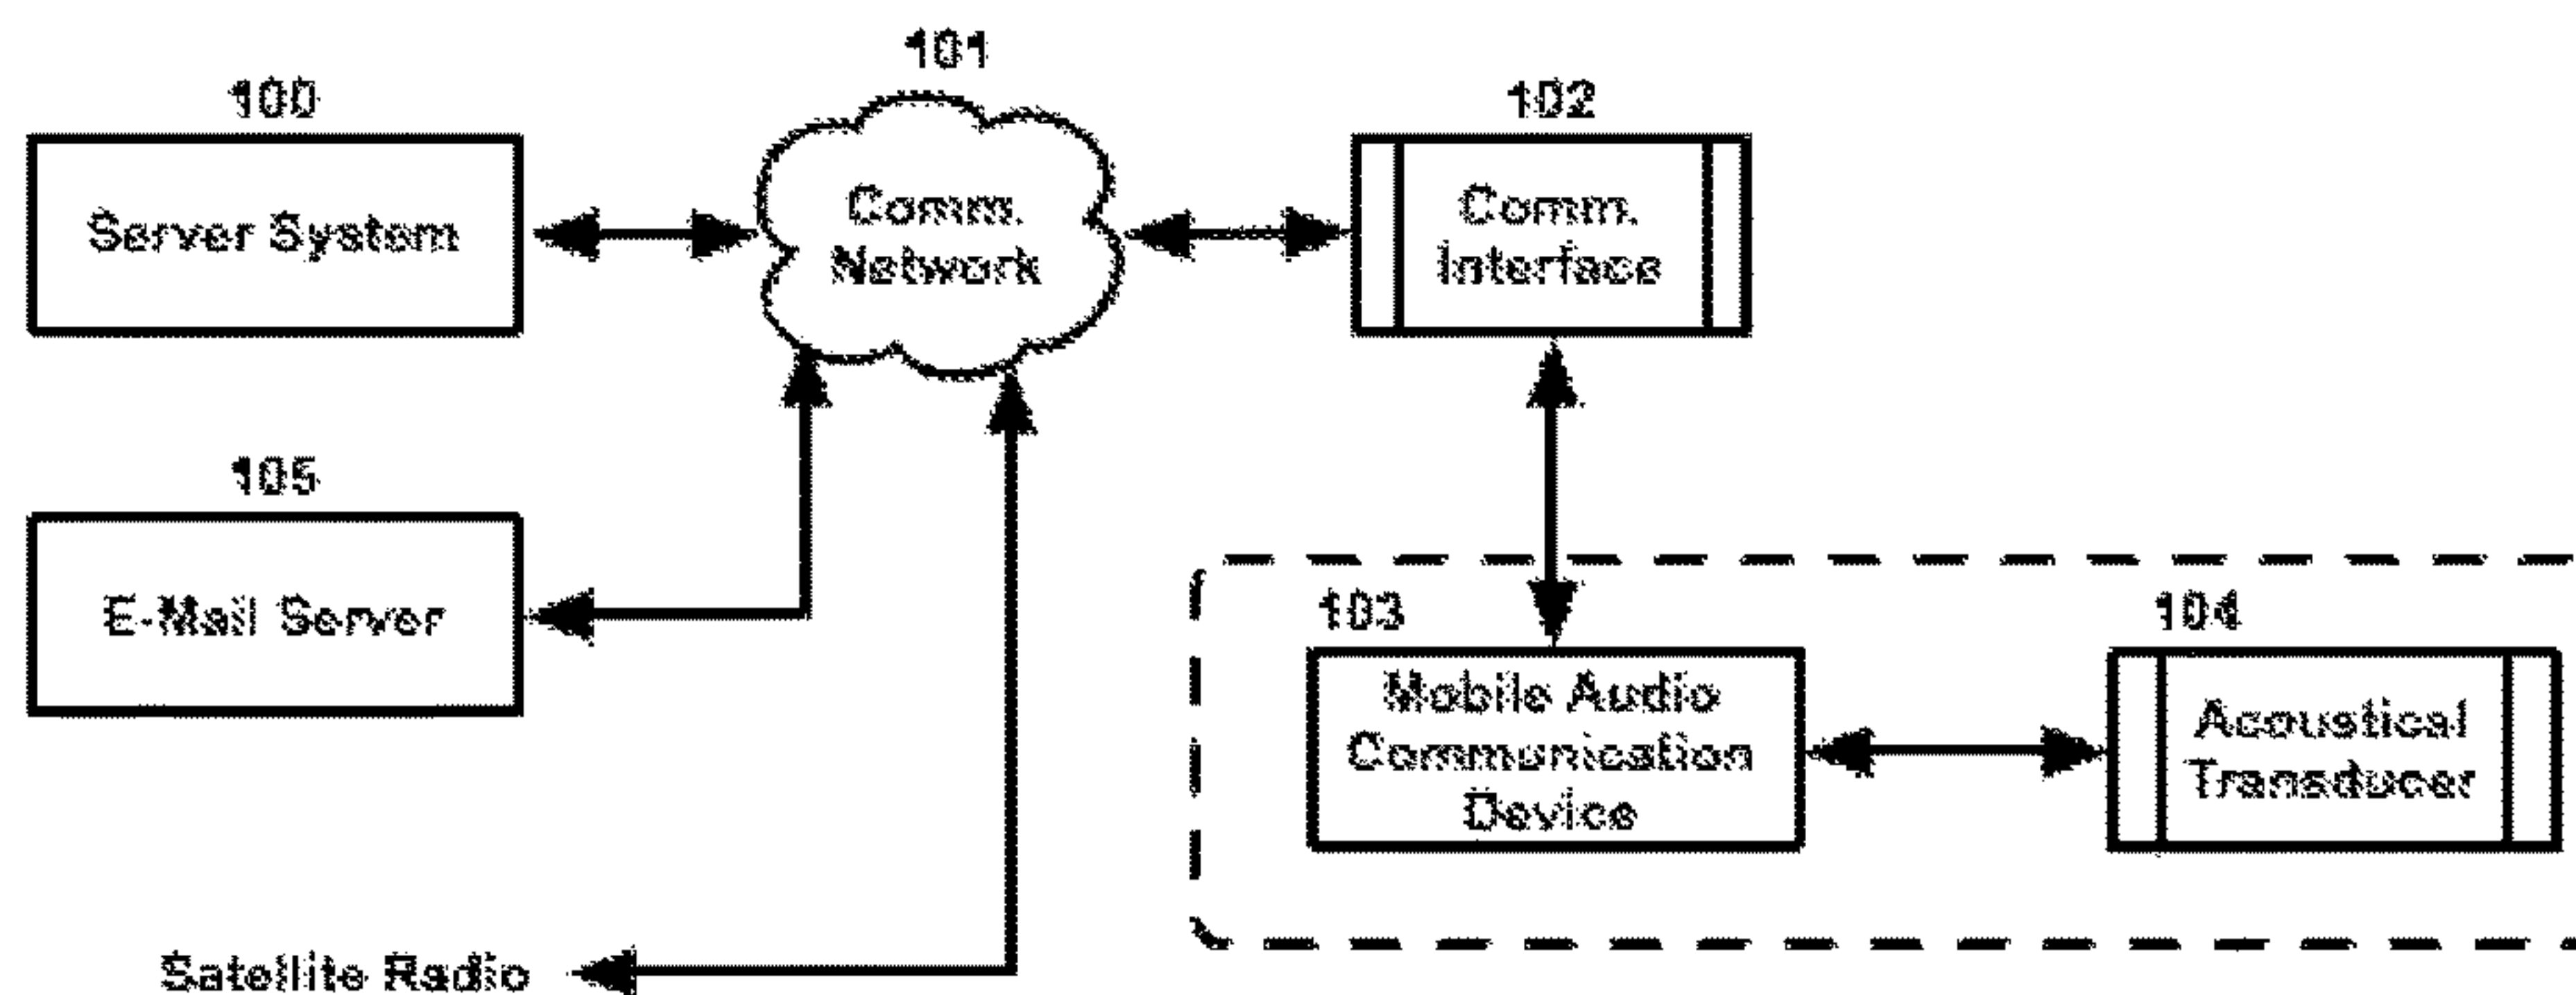 101
100
102
Server System
Comm.
Network
Comm.
Interface
105
E-Mail Server
103
104
Mobile Audio
Communication
Device
Acoustical
Transducer
Satellite Radio